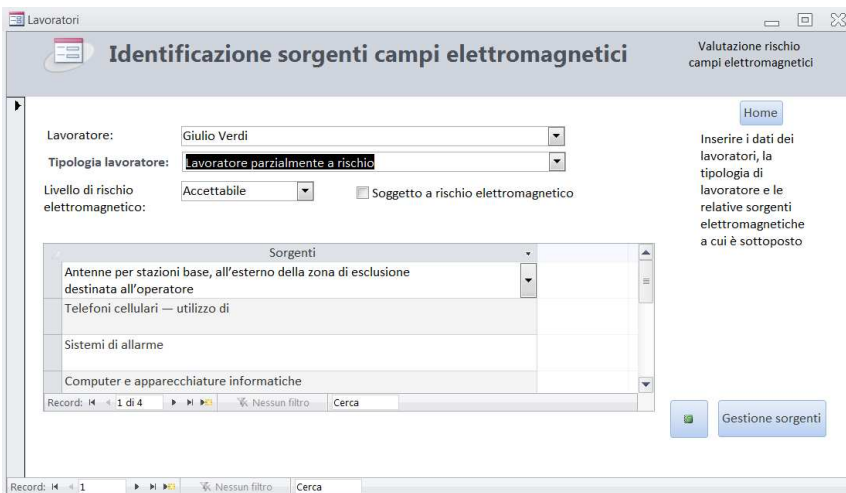 Lavoratori
Identificazione sorgenti campi elettromagnetici
Valutazione rischio
campi elettromagnetici
Home
Inserire i dati dei
lavoratori, la
tipologia di
lavoratore e le
relative sorgenti
elettromagnetiche
a cui è sottoposto
Lavoratore: Giulio Verdi
Tipologia lavoratore: Lavoratore parzialmente a rischio
Livello di rischio
elettromagnetico: Accettabile Soggetto a rischio elettromagnetico
Sorgenti
Antenne per stazioni base, all’esterno della zona di esclusione
destinata all’operatore
Telefoni cellulari — utilizzo di
Sistemi di allarme
Computer e apparecchiature informatiche
Record: 1 di 4 Nessun filtro Cerca
Gestione sorgenti
Record: 1 Nessun filtro Cerca